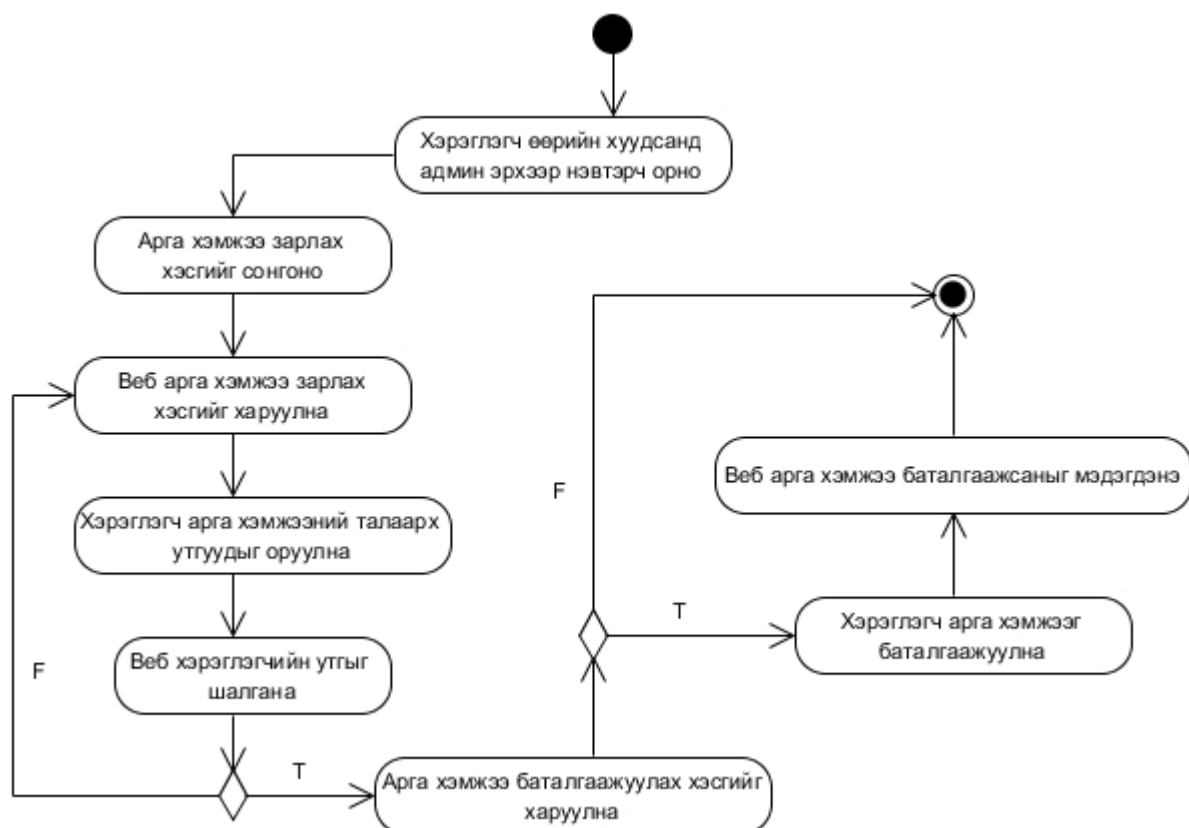 Хэрэглэгч өөрийн хуудсанд
админ эрхээр нэвтэрч орно
Арга хэмжээ зарлах
хэсгийг сонгоно
Веб арга хэмжээ зарлах
хэсгийг харуулна
Хэрэглэгч арга хэмжээний талаарх
утгуудыг оруулна
Веб хэрэглэгчийн утгыг
шалгана
F
T
Арга хэмжээ баталгаажуулах хэсгийг
харуулна
F
T
Хэрэглэгч арга хэмжээг
баталгаажуулна
Веб арга хэмжээ баталгаажсаныг мэдэгдэнэ